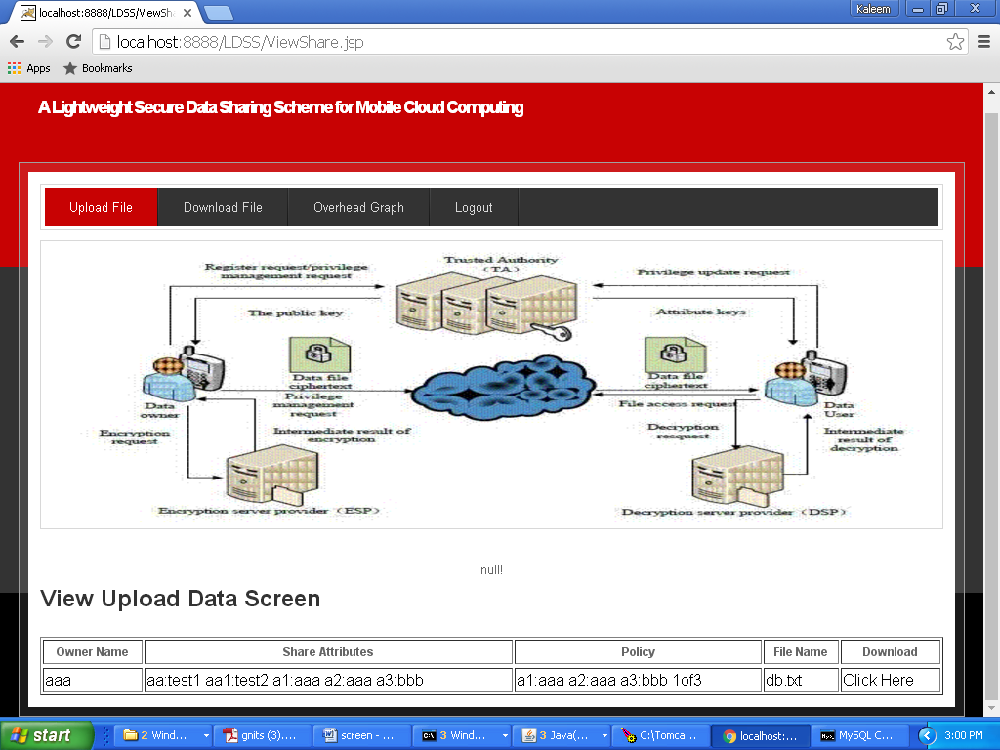 localhost:8888/LDSS/ViewSh
Kaleem
localhost:8888/LDSS/ViewShare.jsp
Apps Bookmarks
A Lightweight Secure Data Sharing Scheme for Mobile Cloud Computing
Upload File Download File Overhead Graph Logout
Trusted Authority
(TA)
Register request/privilege
management request
Privilege update request
The public key
Attribute keys
Data file
ciphertext
Data file
ciphertext
Privilege
management
request
File access request
Data
owner
Data
User
Encryption
request
Intermediate result of
encryption
Decryption
resquest
Intermediate
result of
decryption
Encryption server provider (ESP)
Decryption server provider (DSP)
null!
View Upload Data Screen
Owner Name Share Attributes Policy File Name Download
aaa aa:test1 aa1:test2 a1:aaa a2:aaa a3:bbb a1:aaa a2:aaa a3:bbb 1of3 db.txt Click Here
start 2 Wind... gnits (3).... screen - ... 3 Wind... 3 Java(... C:\Tomca... localhost:... MySQL C... 3:00 PM